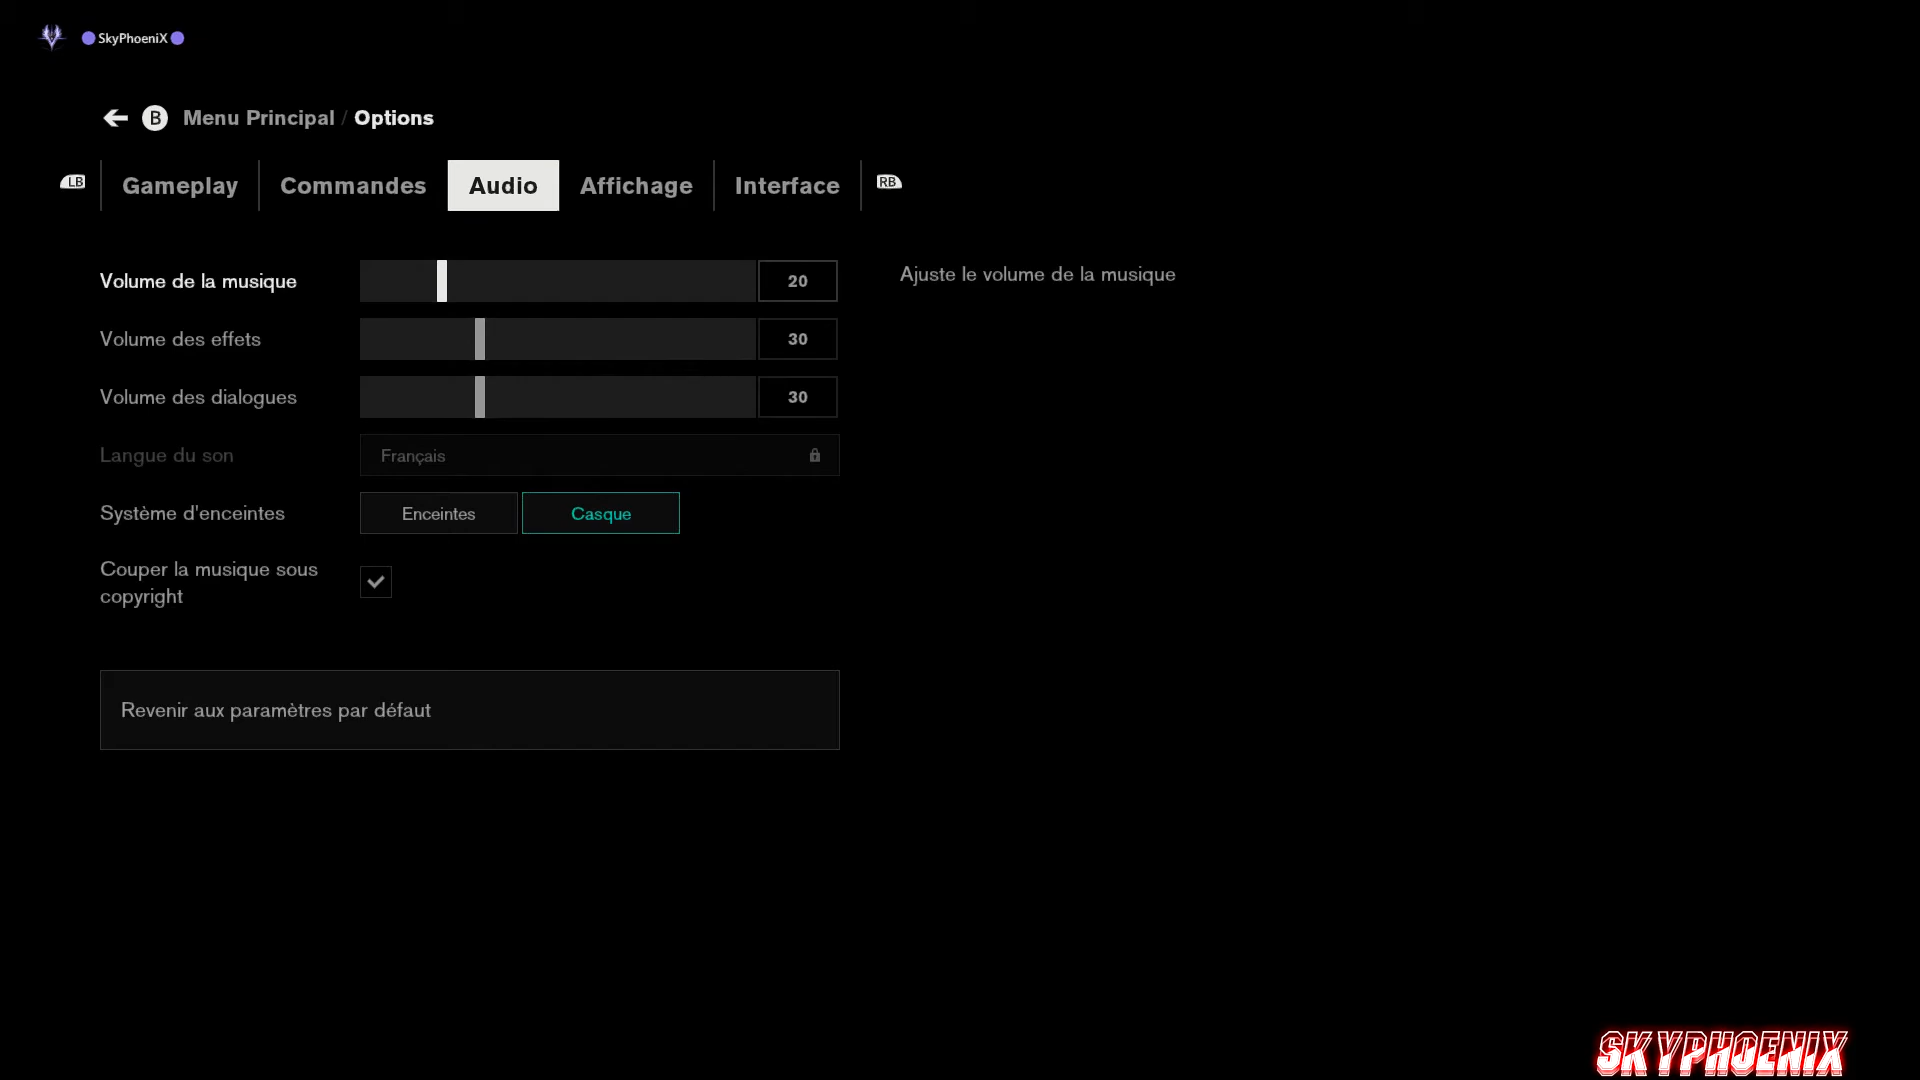 SkyPhoeniX
B Menu Principal / Options
LB Gameplay Commandes Audio Affichage Interface RB
Volume de la musique 20 Ajuste le volume de la musique
Volume des effets 30
Volume des dialogues 30
Langue du son Français
Système d'enceintes Enceintes Casque
Couper la musique sous
copyright
Revenir aux paramètres par défaut
SKYPHOENIX